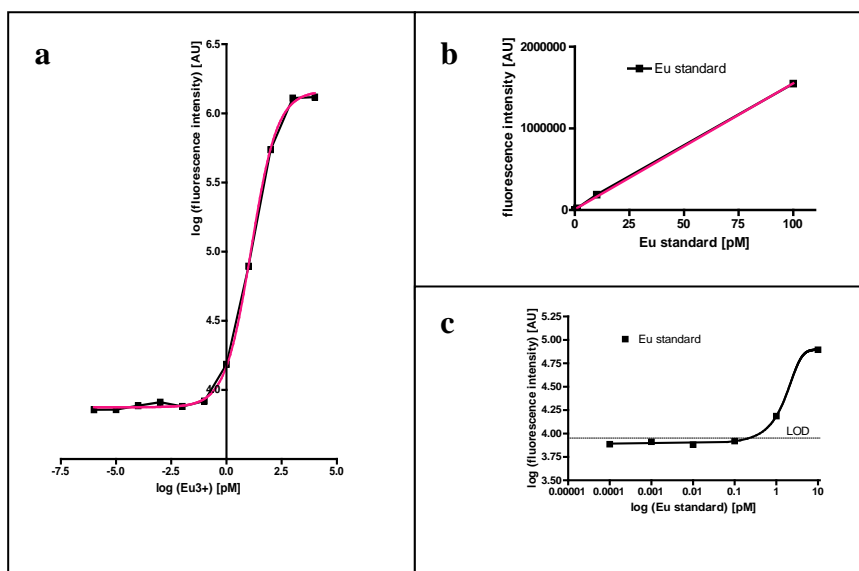 a
log (fluorescence intensity) [AU]
6.5
6.0
5.5
5.0
4.5
4.0
-7.5 -5.0 -2.5 0.0 2.5 5.0
log (Eu3+) [pM]
b
fluorescence intensity [AU]
2000000
1000000
0
Eu standard
0 25 50 75 100
Eu standard [pM]
c
log (fluorescence intensity) [AU]
5.25
5.00
4.75
4.50
4.25
4.00
3.75
3.50
Eu standard
LOD
0.00001 0.0001 0.001 0.01 0.1 1 10
log (Eu standard) [pM]